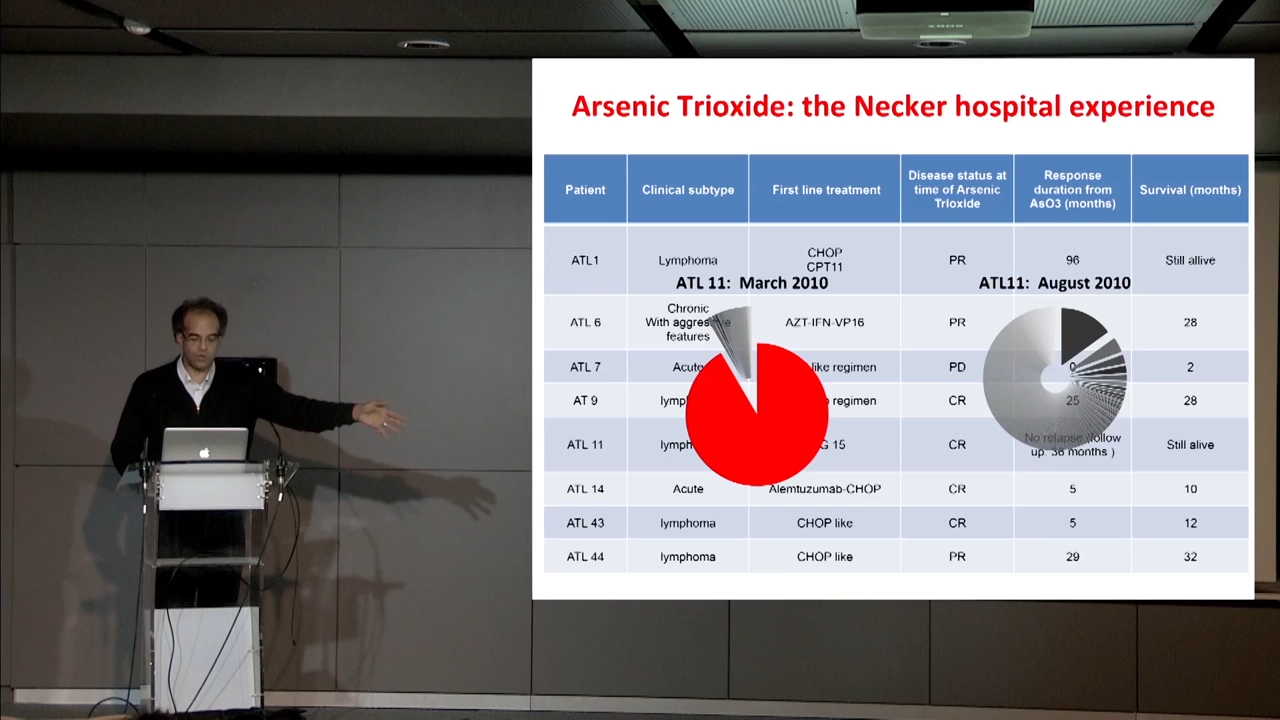 Arsenic Trioxide: the Necker hospital experience
Patient
Clinical subtype
First line treatment
Disease status at
time of Arsenic
Trioxide
Response
duration from
AsO3 (months)
Survival (months)
ATL1
Lymphoma
CHOP
CPT11
PR
96
Still allive
ATL 11: March 2010
ATL11: August 2010
ATL 6
Chronic
With aggressive
features
AZT-IFN-VP16
PR
28
ATL 7
Acute
like regimen
PD
0
2
AT 9
regimen
CR
25
28
ATL 11
15
CR
No relapse (follow
up: 36 months )
Still alive
ATL 14
Acute
Alemtuzumab-CHOP
CR
5
10
ATL 43
lymphoma
CHOP like
CR
5
12
ATL 44
lymphoma
CHOP like
PR
29
32